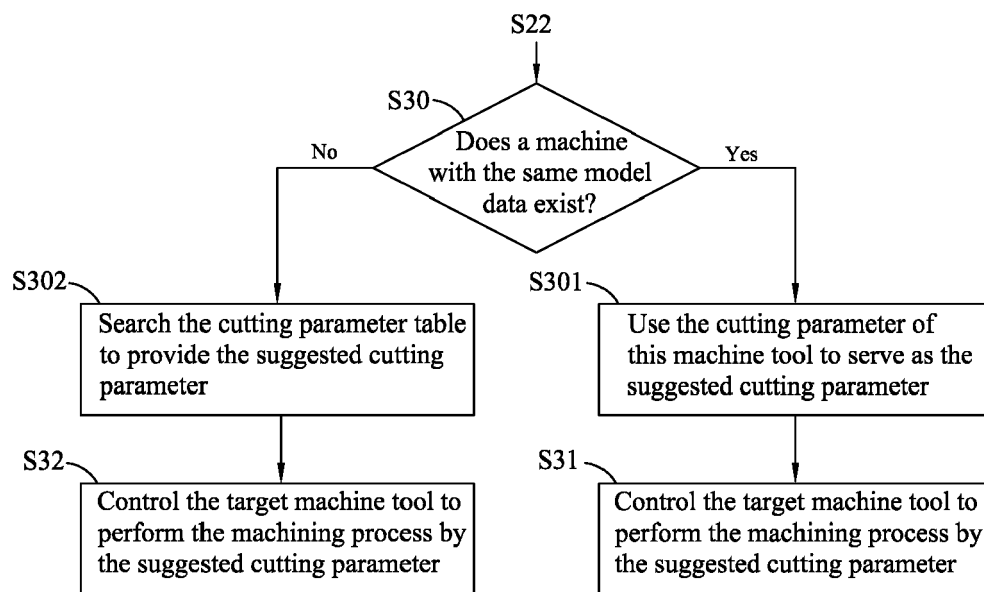 S22
S30
Does a machine
with the same model
data exist?
No
Yes
S302
Search the cutting parameter table
to provide the suggested cutting
parameter
S301
Use the cutting parameter of
this machine tool to serve as the
suggested cutting parameter
S32
Control the target machine tool to
perform the machining process by
the suggested cutting parameter
S31
Control the target machine tool to
perform the machining process by
the suggested cutting parameter